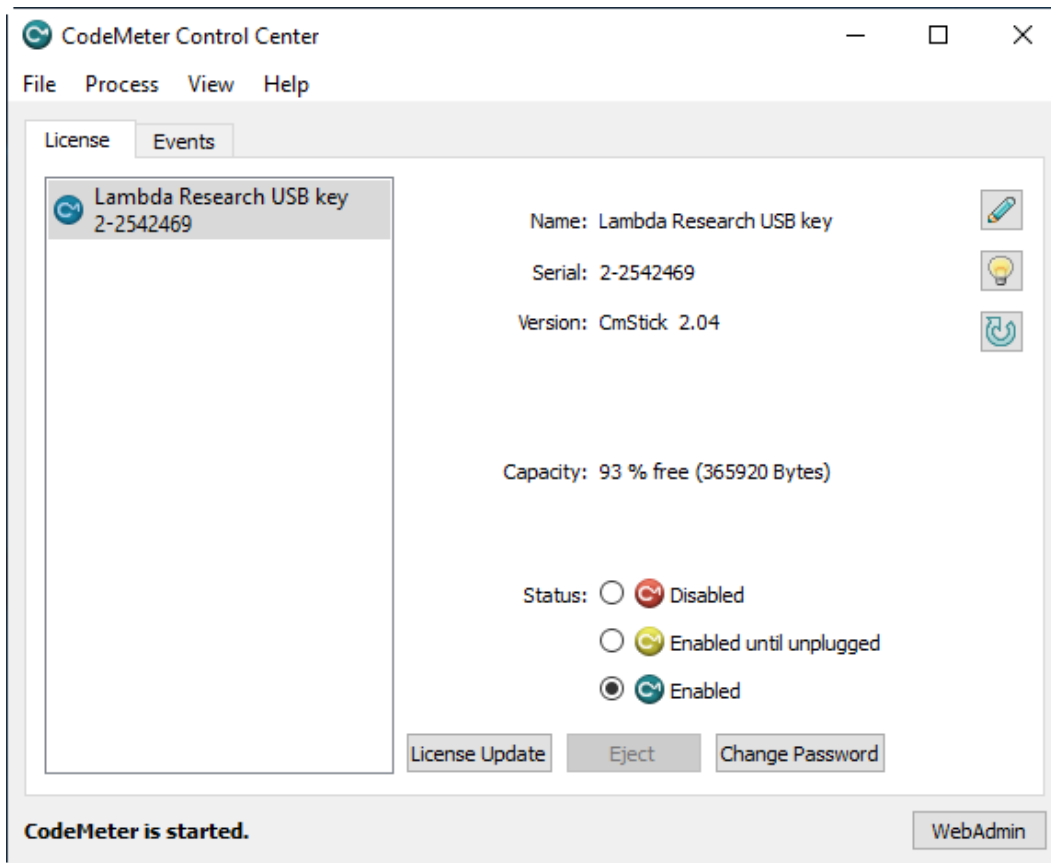 CodeMeter Control Center
File Process View Help
License Events
Lambda Research USB key
2-2542469
Name: Lambda Research USB key
Serial: 2-2542469
Version: CmStick 2.04
Capacity: 93 % free (365920 Bytes)
Status: Disabled
Enabled until unplugged
Enabled
License Update Eject Change Password
CodeMeter is started. WebAdmin